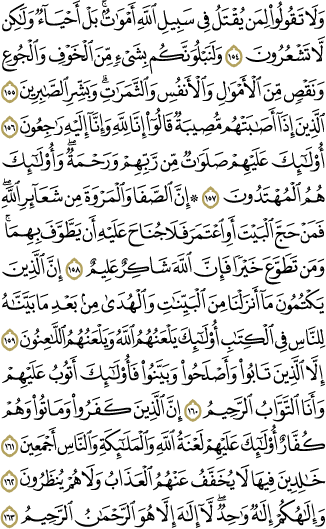 وَلَا تَقُولُوا۟ لِمَن يُقْتَلُ فِى سَبِيلِ ٱللَّهِ أَمْوَٰتٌۢ ۚ بَلْ أَحْيَآءٌ وَلَٰكِن
لَّا تَشْعُرُونَ ١٥٤ وَلَنَبْلُوَنَّكُم بِشَىْءٍ مِّنَ ٱلْخَوْفِ وَٱلْجُوعِ
وَنَقْصٍ مِّنَ ٱلْأَمْوَٰلِ وَٱلْأَنفُسِ وَٱلثَّمَرَٰتِ ۗ وَبَشِّرِ ٱلصَّٰبِرِينَ ١٥٥
ٱلَّذِينَ إِذَآ أَصَٰبَتْهُم مُّصِيبَةٌ قَالُوٓا۟ إِنَّا لِلَّهِ وَإِنَّآ إِلَيْهِ رَٰجِعُونَ ١٥٦
أُو۟لَٰٓئِكَ عَلَيْهِمْ صَلَوَٰتٌ مِّن رَّبِّهِمْ وَرَحْمَةٌ ۖ وَأُو۟لَٰٓئِكَ
هُمُ ٱلْمُهْتَدُونَ ١٥٧ ۞ إِنَّ ٱلصَّفَا وَٱلْمَرْوَةَ مِن شَعَآئِرِ ٱللَّهِ ۖ
فَمَنْ حَجَّ ٱلْبَيْتَ أَوِ ٱعْتَمَرَ فَلَا جُنَاحَ عَلَيْهِ أَن يَطَّوَّفَ بِهِمَا ۚ
وَمَن تَطَوَّعَ خَيْرًا فَإِنَّ ٱللَّهَ شَاكِرٌ عَلِيمٌ ١٥٨ إِنَّ ٱلَّذِينَ
يَكْتُمُونَ مَآ أَنزَلْنَا مِنَ ٱلْبَيِّنَٰتِ وَٱلْهُدَىٰ مِنۢ بَعْدِ مَا بَيَّنَّٰهُ
لِلنَّاسِ فِى ٱلْكِتَٰبِ ۙ أُو۟لَٰٓئِكَ يَلْعَنُهُمُ ٱللَّهُ وَيَلْعَنُهُمُ ٱللَّٰعِنُونَ ١٥٩
إِلَّا ٱلَّذِينَ تَابُوا۟ وَأَصْلَحُوا۟ وَبَيَّنُوا۟ فَأُو۟لَٰٓئِكَ أَتُوبُ عَلَيْهِمْ ۚ
وَأَنَا ٱلتَّوَّابُ ٱلرَّحِيمُ ١٦٠ إِنَّ ٱلَّذِينَ كَفَرُوا۟ وَمَاتُوا۟ وَهُمْ
كُفَّارٌ أُو۟لَٰٓئِكَ عَلَيْهِمْ لَعْنَةُ ٱللَّهِ وَٱلْمَلَٰٓئِكَةِ وَٱلنَّاسِ أَجْمَعِينَ ١٦١
خَٰلِدِينَ فِيهَا ۖ لَا يُخَفَّفُ عَنْهُمُ ٱلْعَذَابُ وَلَا هُمْ يُنظَرُونَ ١٦٢
وَإِلَٰهُكُمْ إِلَٰهٌ وَٰحِدٌ ۖ لَّآ إِلَٰهَ إِلَّا هُوَ ٱلرَّحْمَٰنُ ٱلرَّحِيمُ ١٦٣